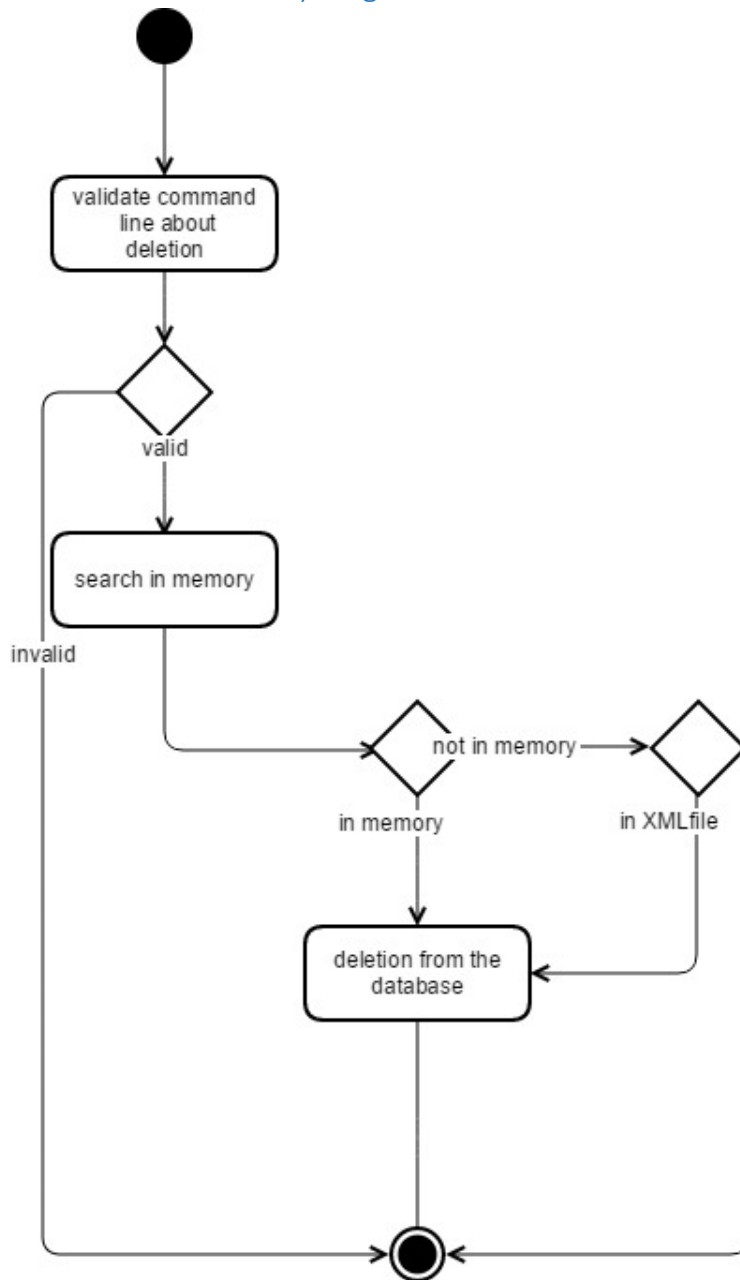 validate command
line about
deletion
valid
search in memory
invalid
not in memory
in memory
in XMLfile
deletion from the
database